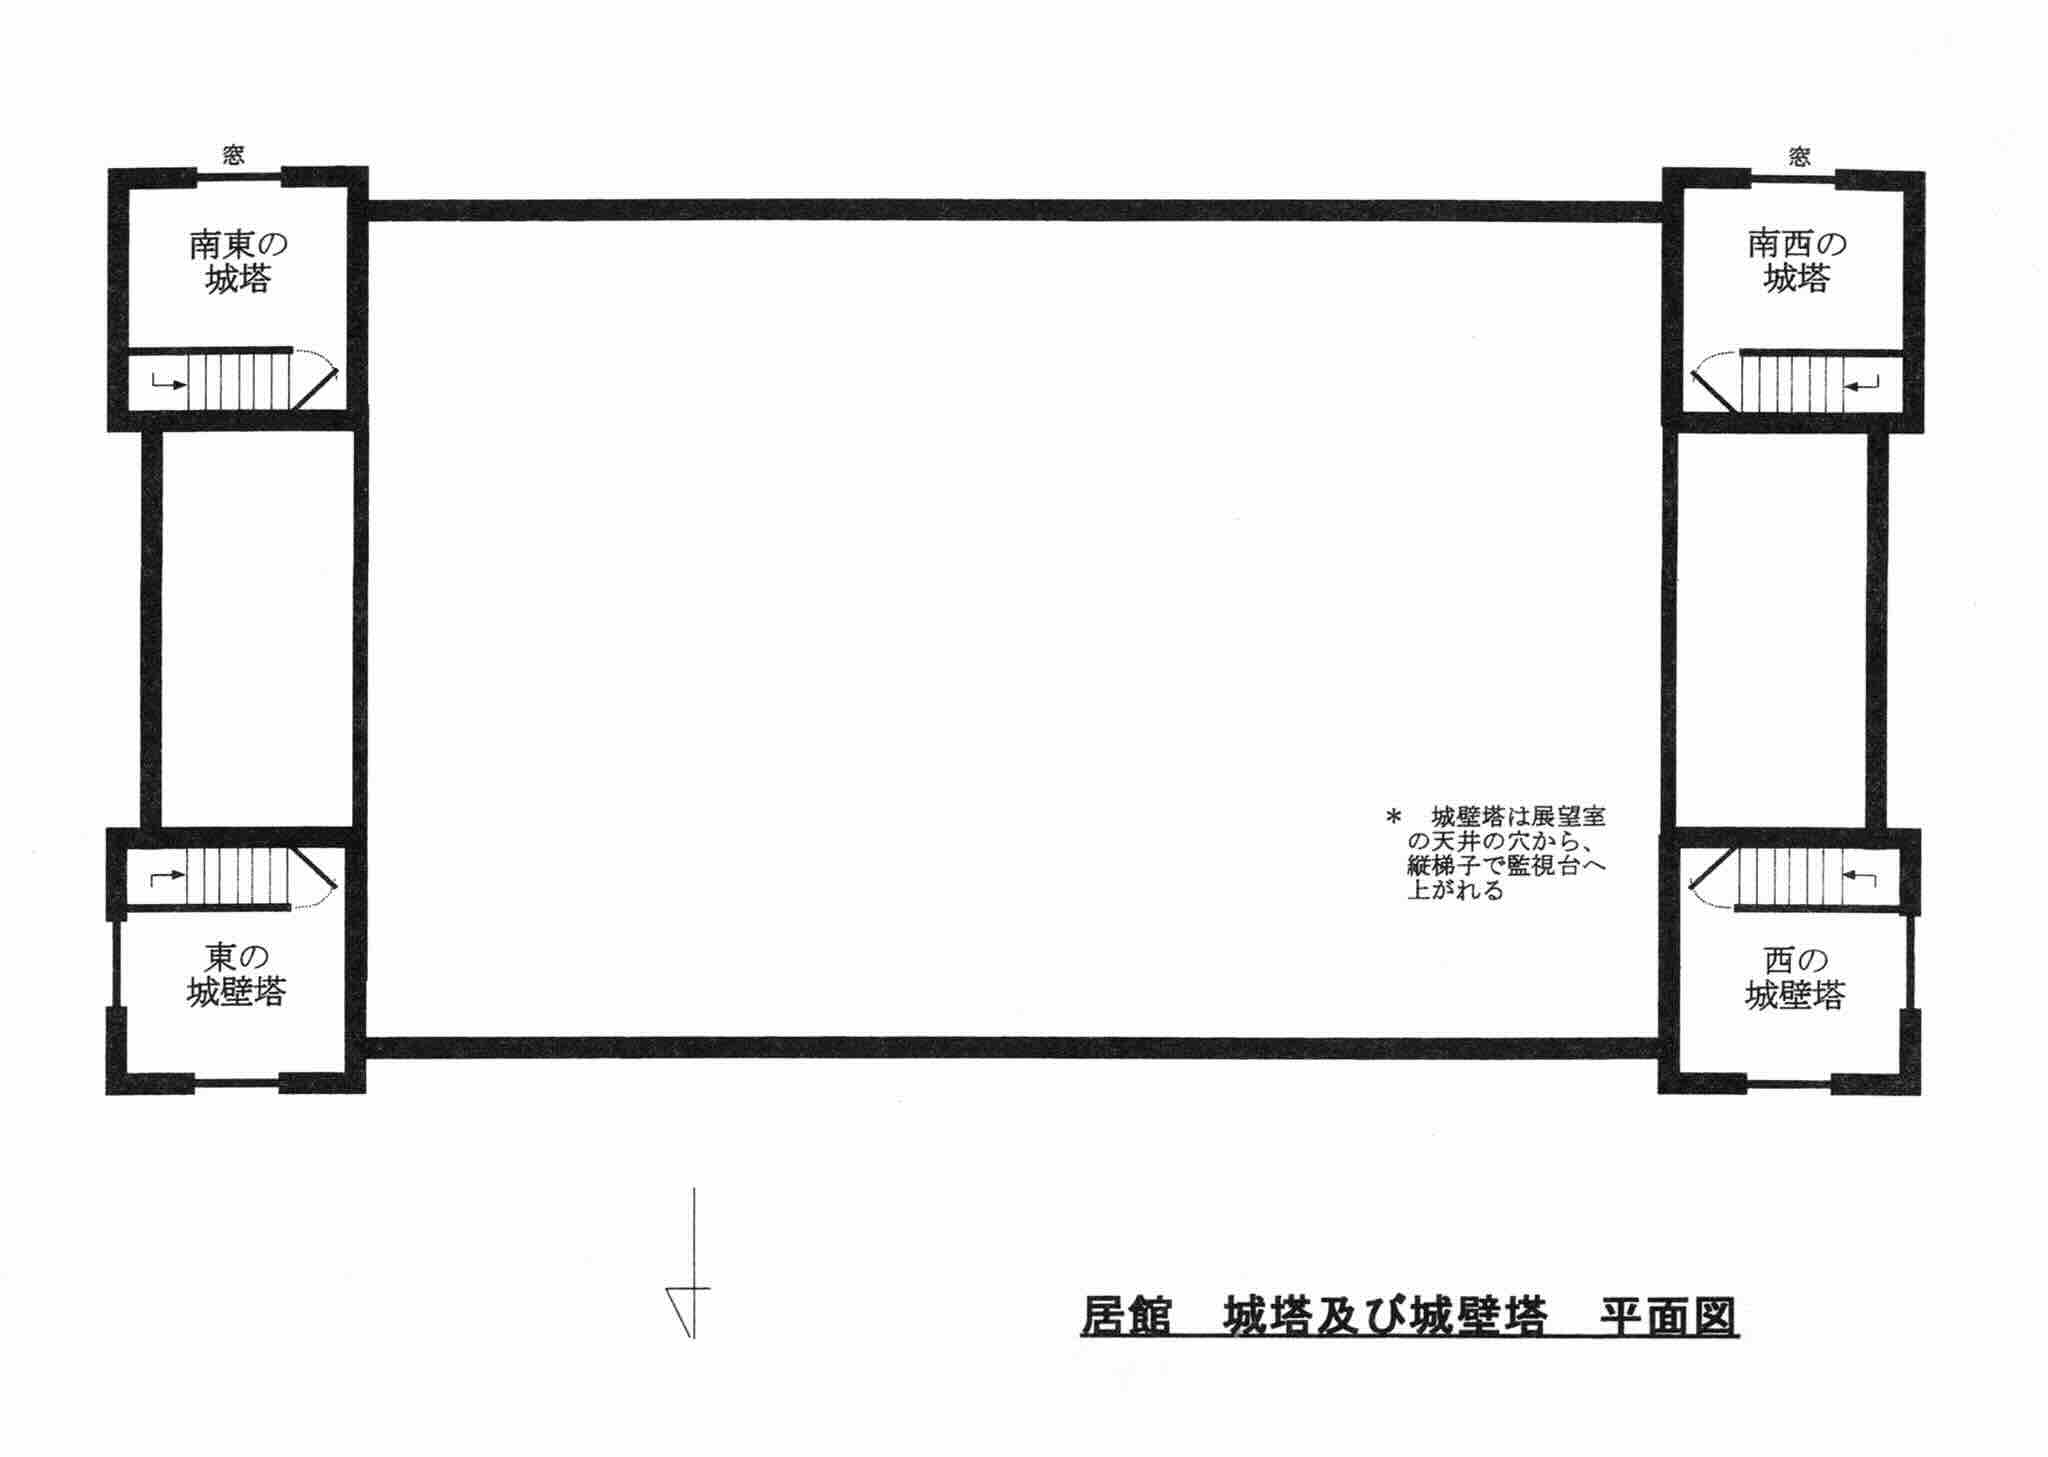 窓
窓
南東の
城塔
南西の
城塔
＊　城壁塔は展望室
の天井の穴から、
縦梯子で監視台へ
上がれる
東の
城壁塔
西の
城壁塔
居館　城塔及び城壁塔　平面図